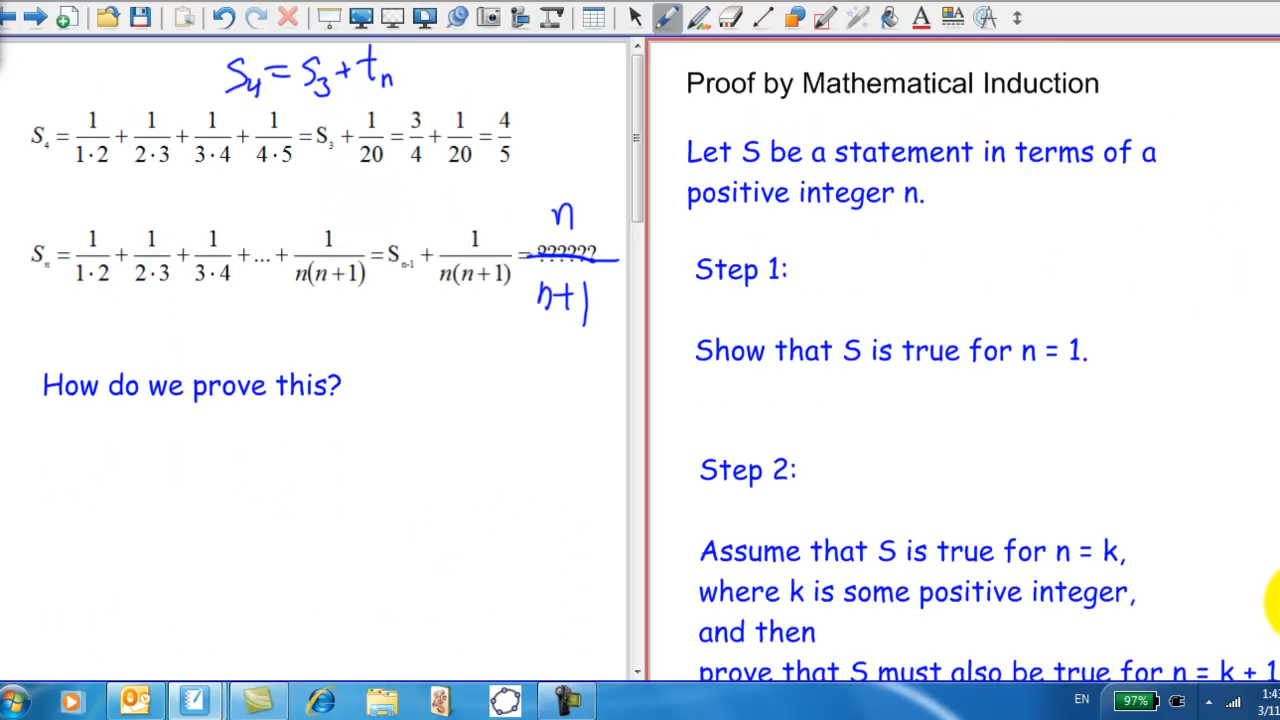 S₄ = S₃ + tₙ
S₄ = 1/(1·2) + 1/(2·3) + 1/(3·4) + 1/(4·5) = S₃ + 1/20 = 3/4 + 1/20 = 4/5
Sₙ = 1/(1·2) + 1/(2·3) + 1/(3·4) + ... + 1/(n(n+1)) = Sₙ₋₁ + 1/(n(n+1)) = ??????
n
n+1
How do we prove this?
Proof by Mathematical Induction
Let S be a statement in terms of a
positive integer n.
Step 1:
Show that S is true for n = 1.
Step 2:
Assume that S is true for n = k,
where k is some positive integer,
and then
prove that S must also be true for n = k + 1
EN
97%
1:4
3/11